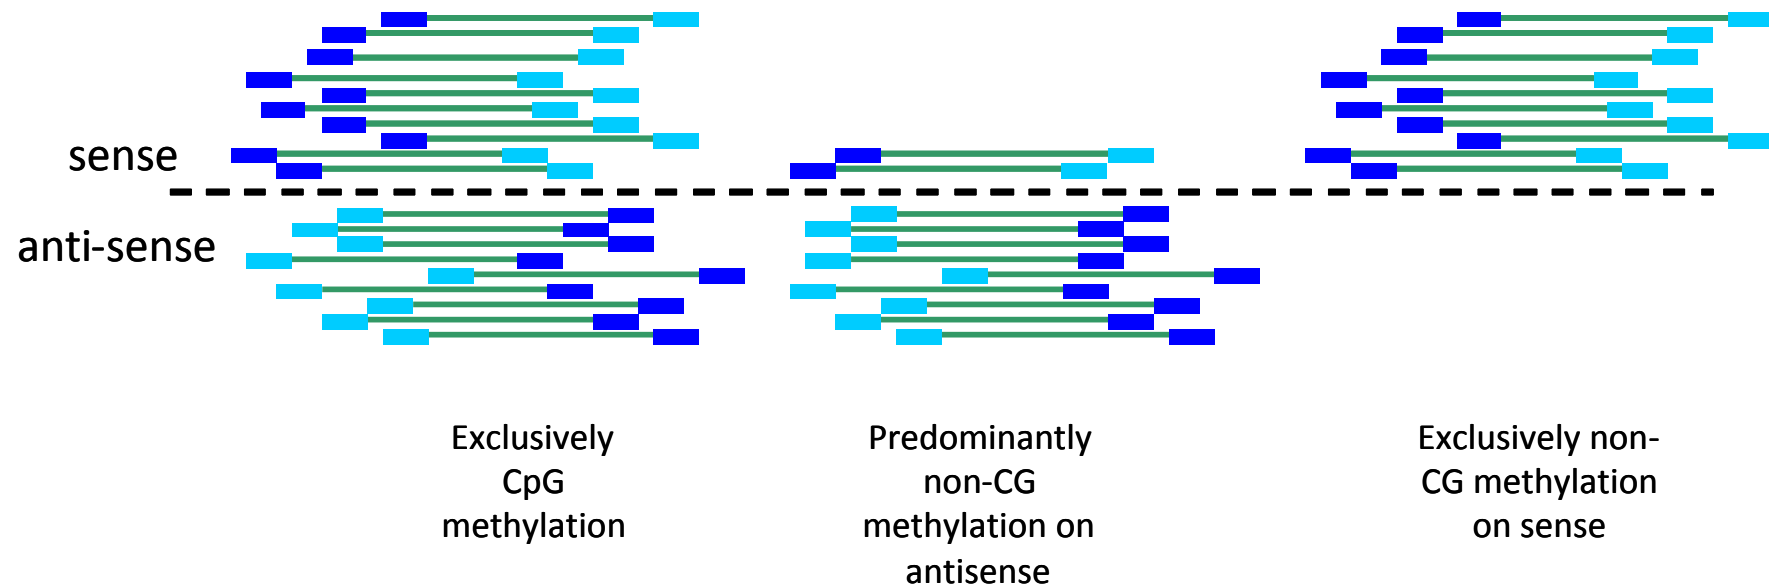 sense
anti-sense
Exclusively
CpG
methylation
Predominantly
non-CG
methylation on
antisense
Exclusively non-
CG methylation
on sense